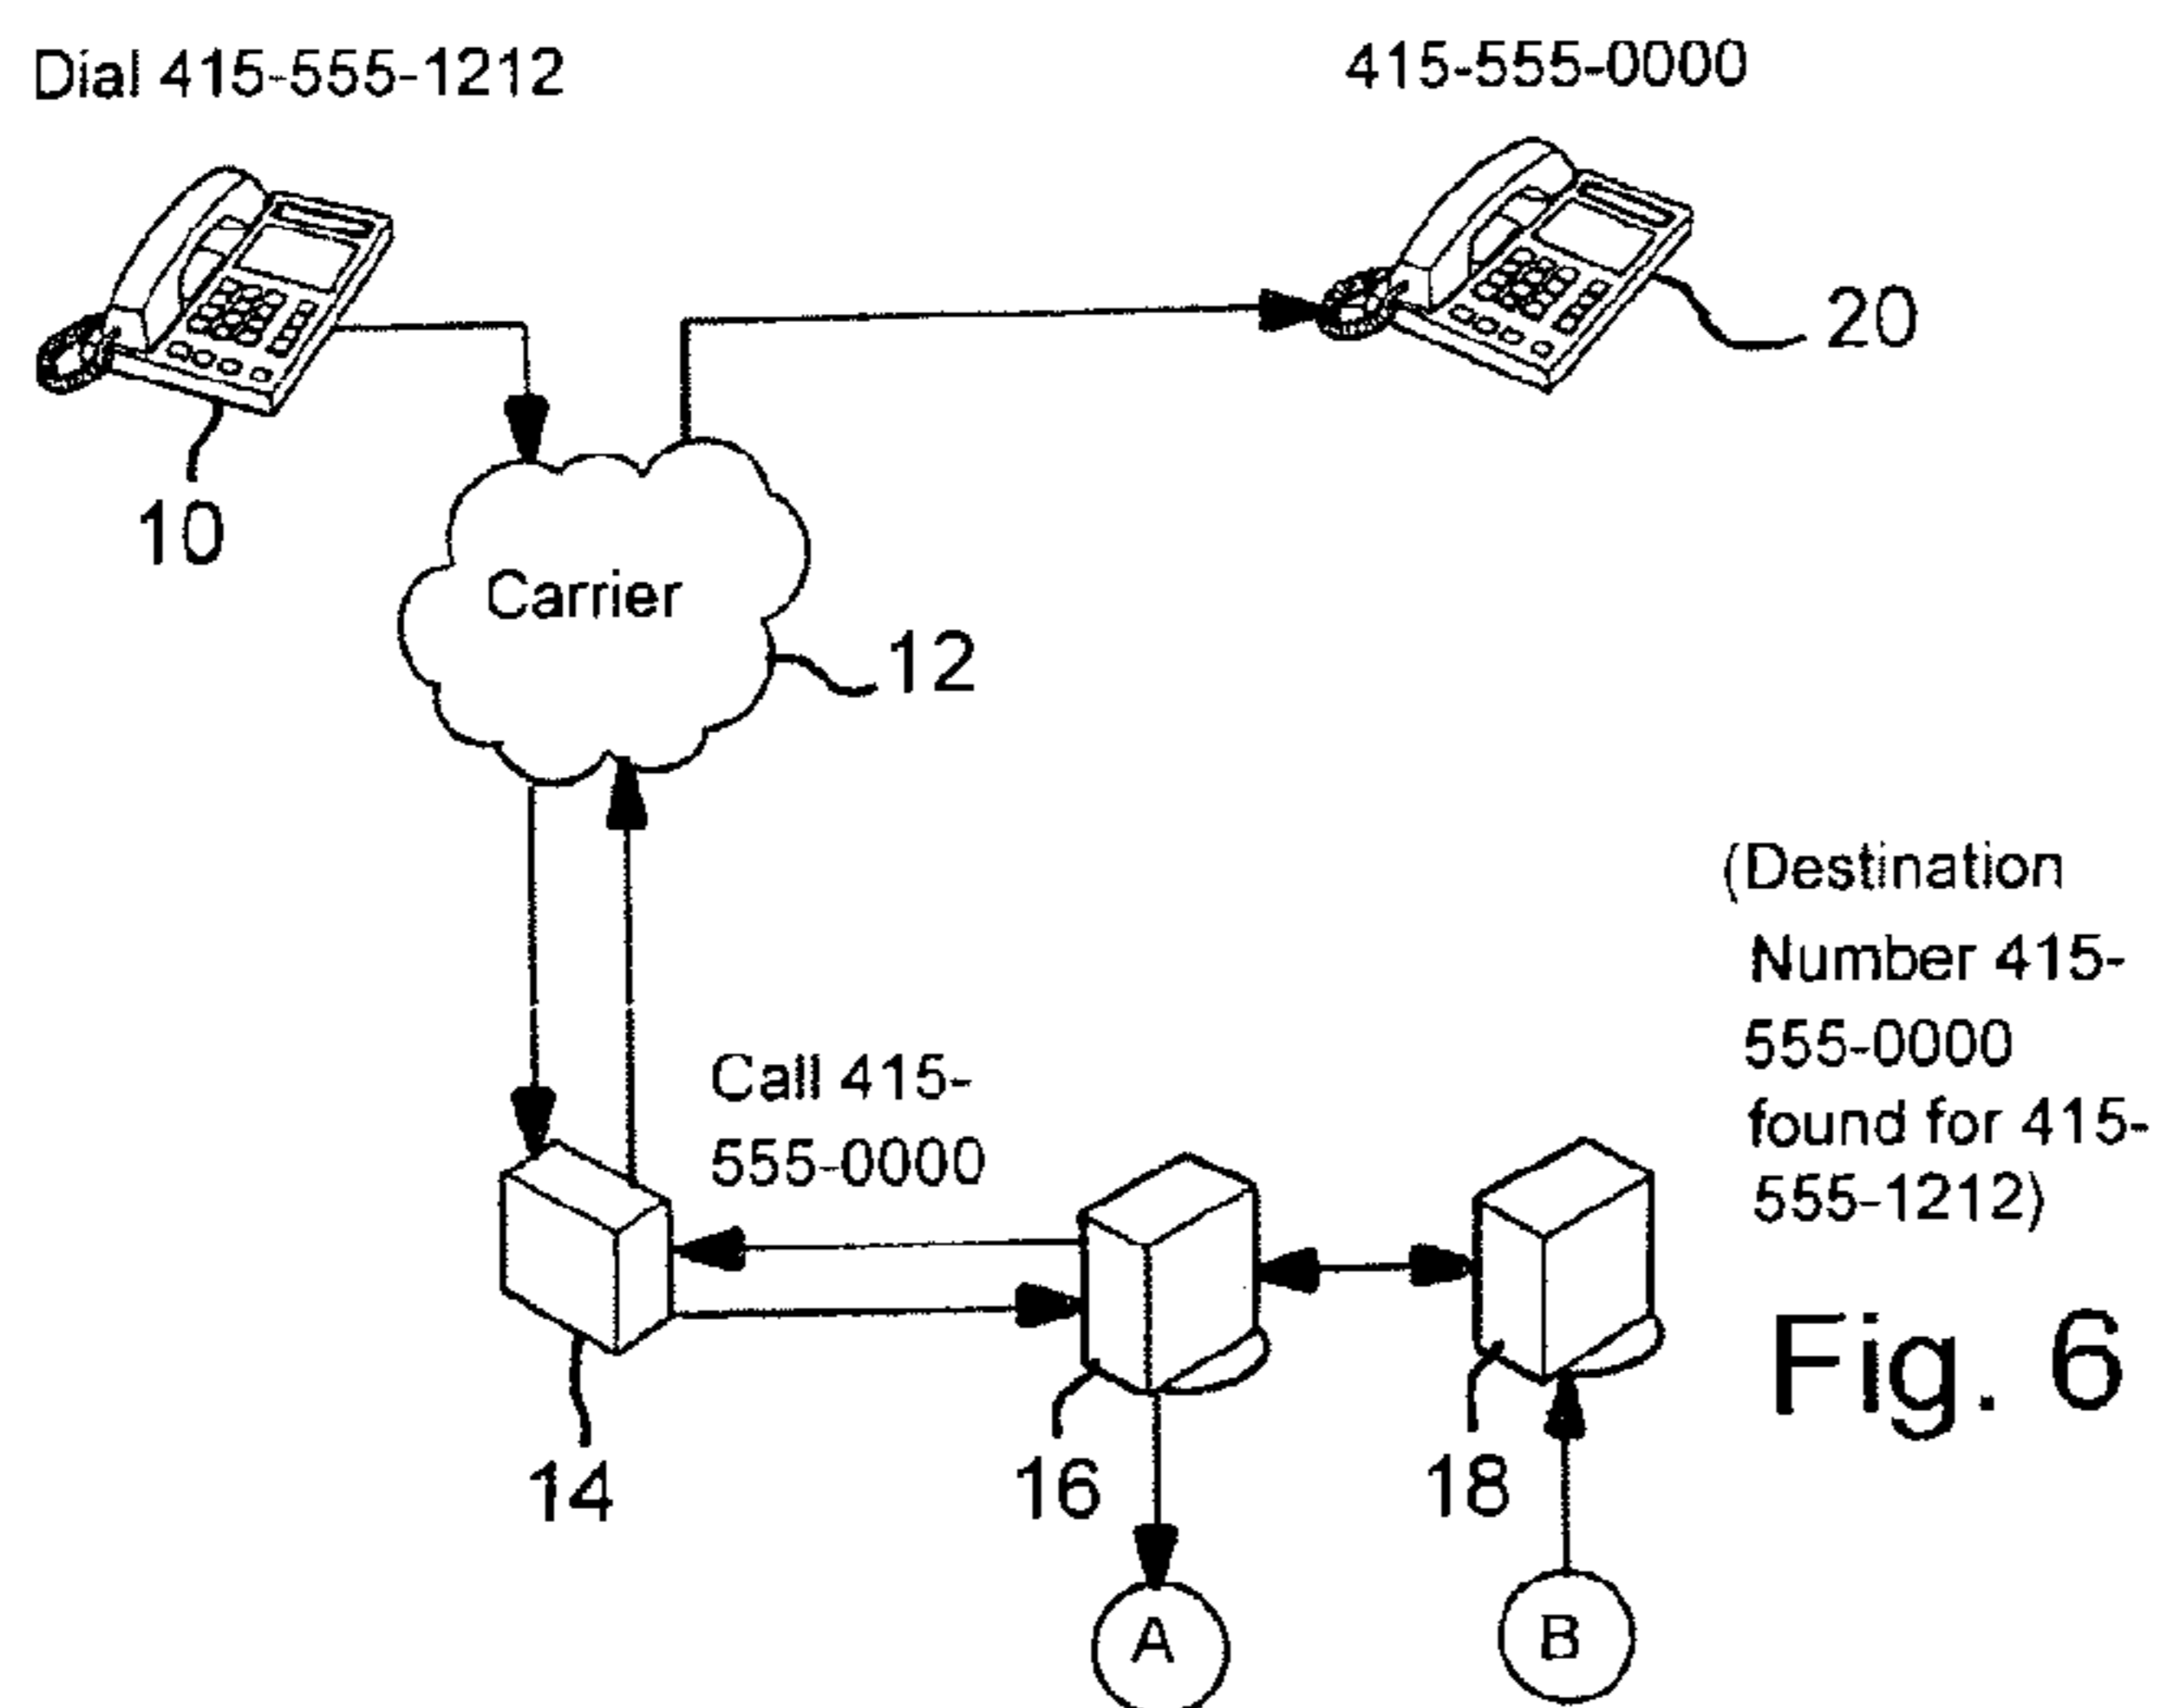 Dial 415-555-1212
415-555-0000
20
10
Carrier
12
(Destination
Number 415-
555-0000
found for 415-
555-1212)
Call 415-
555-0000
14
16
18
Fig. 6
A
B